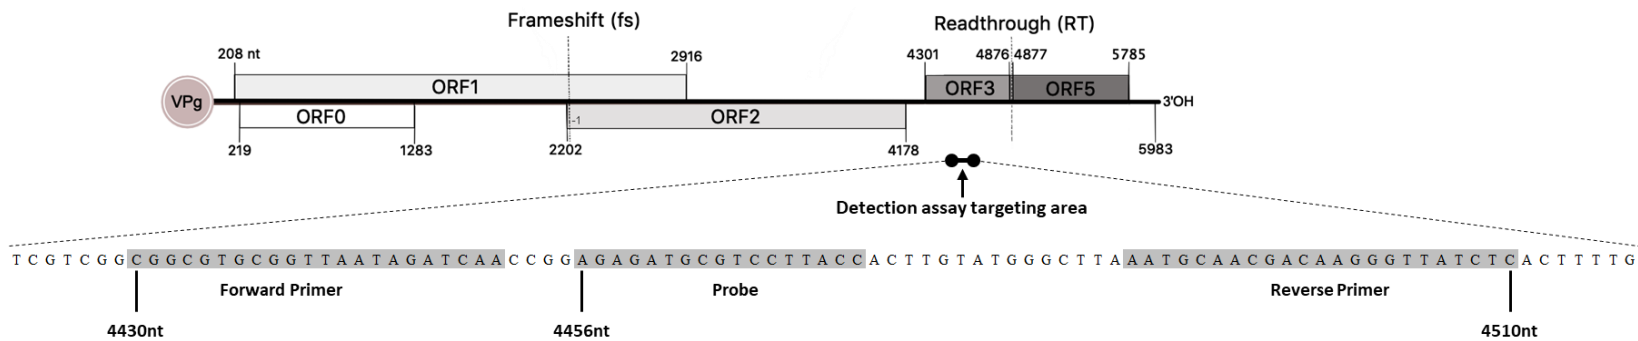 Frameshift (fs)
Readthrough (RT)
208 nt
2916
4301
4876
4877
5785
VPg
ORF1
ORF3
ORF5
3'OH
ORF0
-1
ORF2
219
1283
2202
4178
5983
Detection assay targeting area
T C G T C G G C G G C G T G C G G T T A A T A G A T C A A C C G G A G A G A T G C G T C C T T A C C A C T T G T A T G G G C T T A A A T G C A A C G A C A A G G G T T A T C T C A C T T T T G
Forward Primer
Probe
Reverse Primer
4430nt
4456nt
4510nt